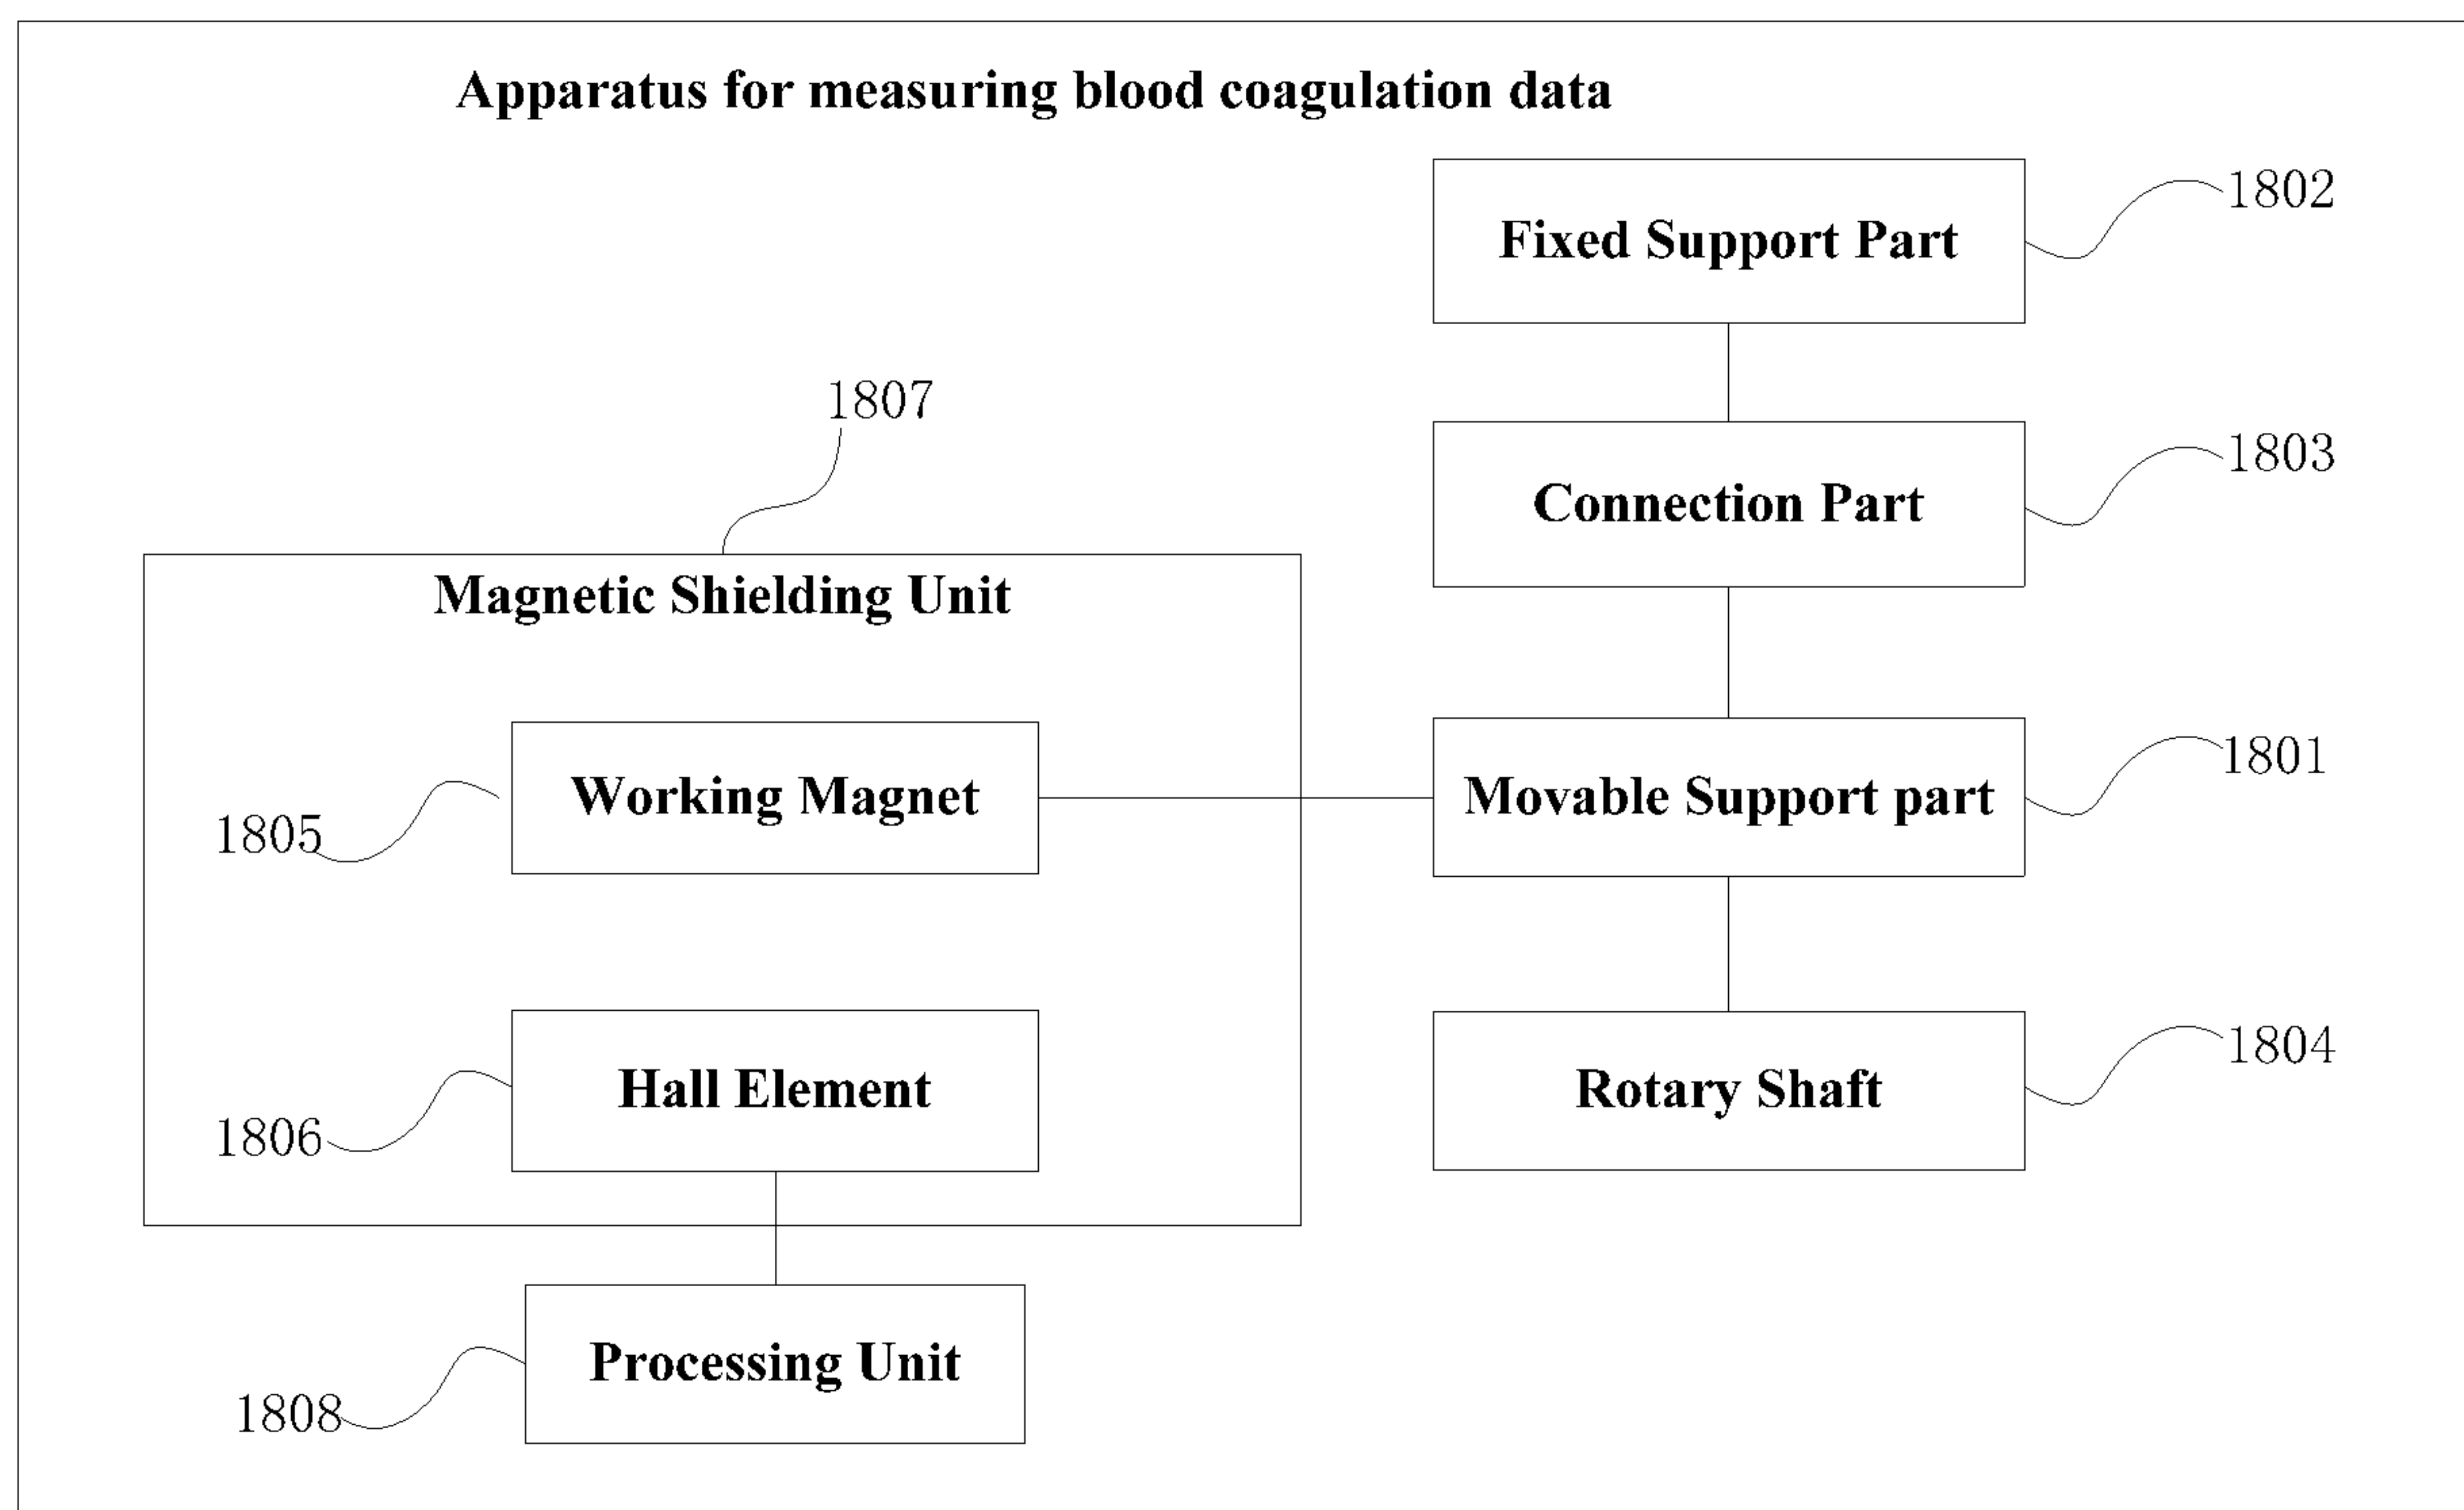 Apparatus for measuring blood coagulation data
Fixed Support Part
1802
1807
Connection Part
1803
Magnetic Shielding Unit
Working Magnet
1805
Movable Support part
1801
Hall Element
1806
Rotary Shaft
1804
Processing Unit
1808